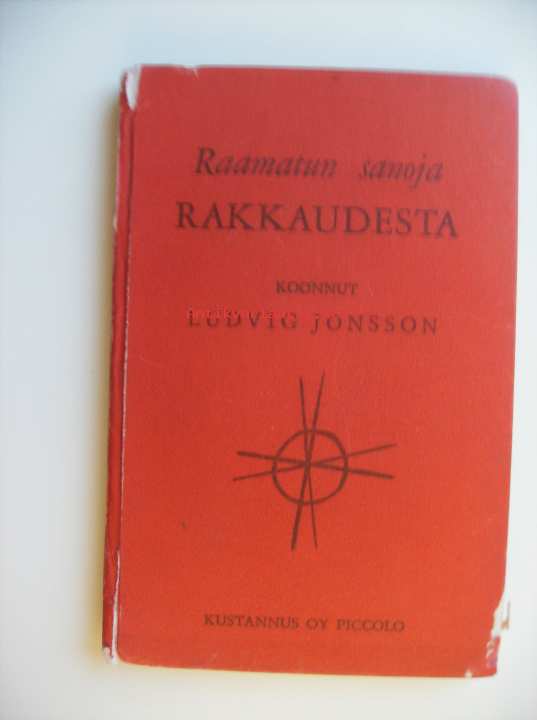 Raamatun sanoja
RAKKAUDESTA
KOONNUT
LUDVIG JONSSON
KUSTANNUS OY PICCOLO